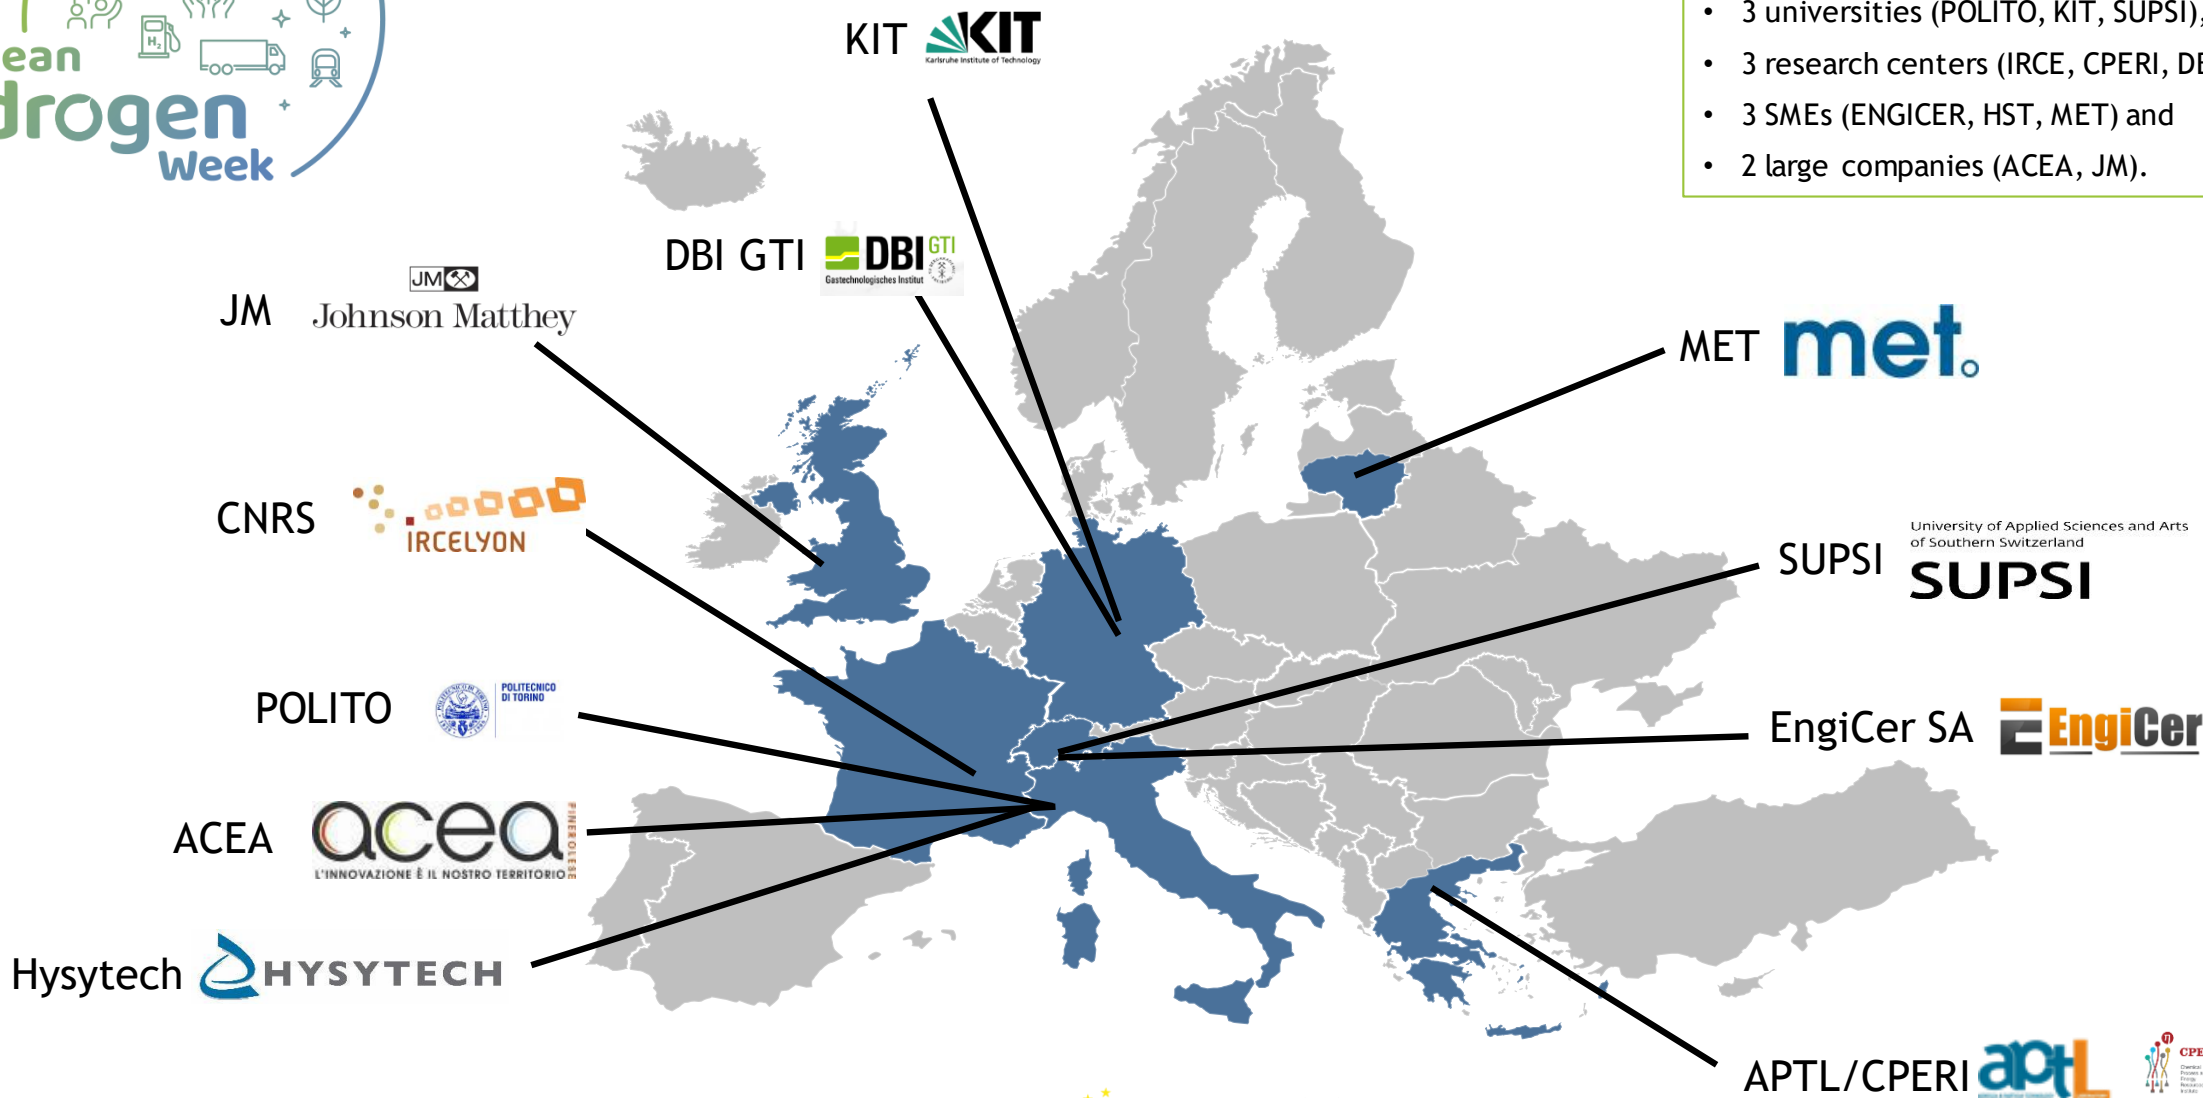 ean
drogen
Week
H₂
KIT
KIT
Karlsruhe Institute of Technology
• 3 universities (POLITO, KIT, SUPSI),
• 3 research centers (IRCE, CPERI, DB
• 3 SMEs (ENGICER, HST, MET) and
• 2 large companies (ACEA, JM).
DBI GTI
DBI GTI
Gastechnologisches Institut
JM
JM
Johnson Matthey
MET
met.
CNRS
IRCELYON
SUPSI
University of Applied Sciences and Arts
of Southern Switzerland
SUPSI
POLITO
POLITECNICO
DI TORINO
EngiCer SA
EngiCer
ACEA
acea
PINEROLESE
L'INNOVAZIONE È IL NOSTRO TERRITORIO
Hysytech
HYSYTECH
APTL/CPERI
aptL
CPE